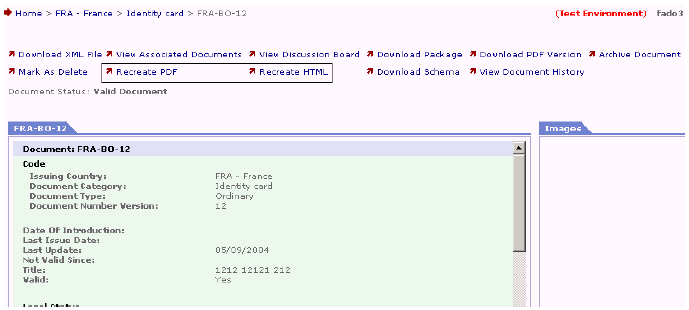 Home > FRA - France > Identity card > FRA-BO-12 (Test Environment) fado3
Download XML File View Associated Documents View Discussion Board Download Package Download PDF Version Archive Document
Mark As Delete Recreate PDF Recreate HTML Download Schema View Document History
Document Status: Valid Document
FRA-BO-12 Images
Document: FRA-BO-12
Code
Issuing Country: FRA - France
Document Category: Identity card
Document Type: Ordinary
Document Number Version: 12
Date Of Introduction:
Last Issue Date:
Last Update: 05/09/2004
Not Valid Since:
Title: 1212 12121 212
Valid: Yes
Legal Status